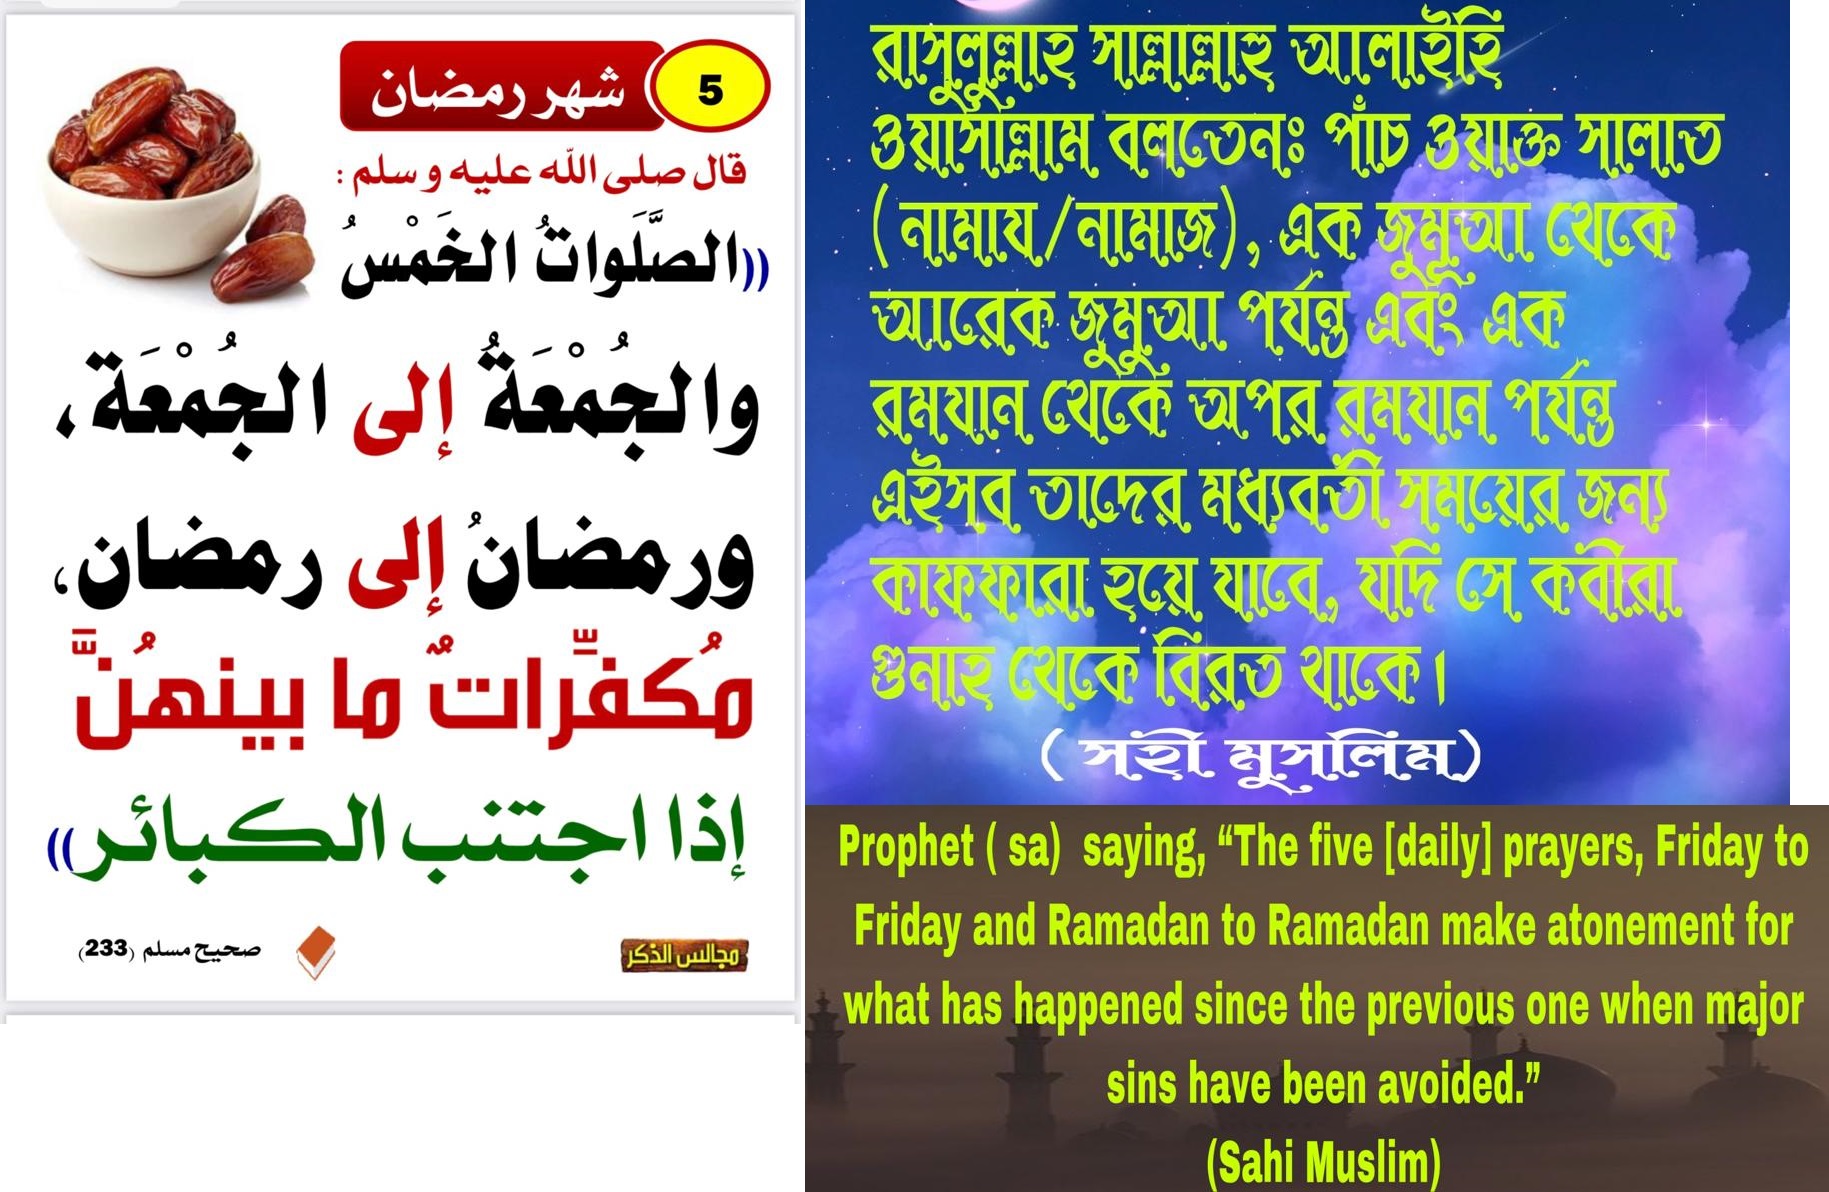 5
شهر رمضان
قال صلى الله عليه وسلم :
((الصَّلَواتُ الخَمْسُ
والجُمْعَةُ إلى الجُمْعَة،
ورمضانُ إلى رمضان،
مُكفِّراتٌ ما بينهُنَّ
إذا اجتنب الكبائر))
صحيح مسلم (233)
مجالس الذكر
রাসুলুল্লাহ সাল্লাল্লাহু আলাইহি
ওয়াসাল্লাম বলতেনঃ পাঁচ ওয়াক্ত সালাত
( নামায/নামাজ), এক জুমূআ থেকে
আরেক জুমুআ পর্যন্ত এবং এক
রমযান থেকে অপর রমযান পর্যন্ত
এইসব তাদের মধ্যবর্তী সময়ের জন্য
কাফফারা হয়ে যাবে, যদি সে কবীরা
গুনাহ থেকে বিরত থাকে।
( সহী মুসলিম)
Prophet ( sa) saying, “The five [daily] prayers, Friday to
Friday and Ramadan to Ramadan make atonement for
what has happened since the previous one when major
sins have been avoided.”
(Sahi Muslim)